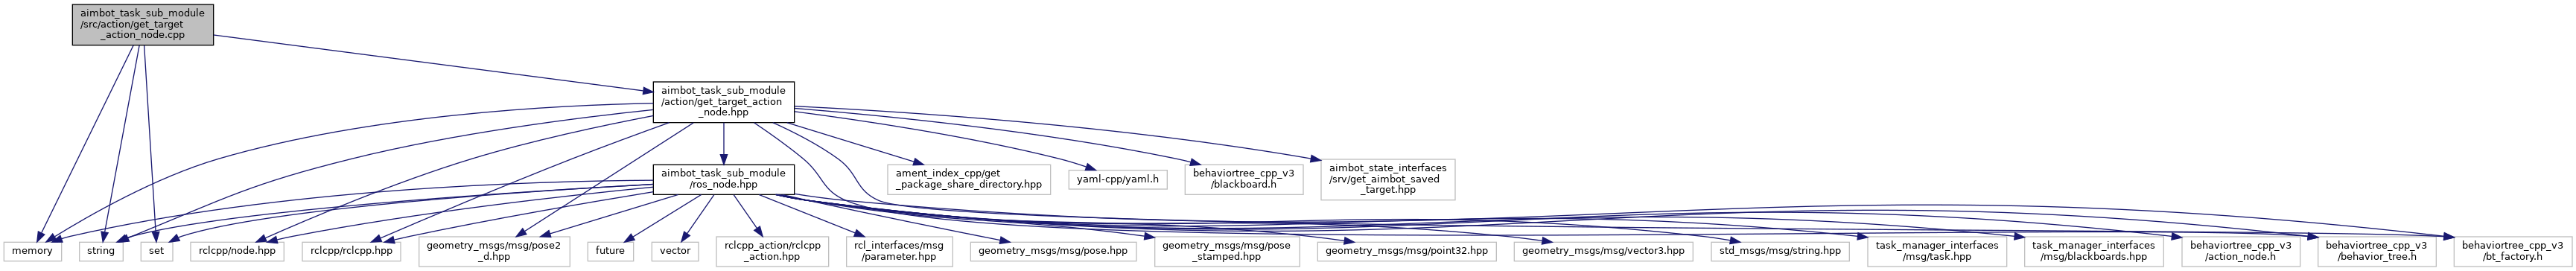 aimbot_task_sub_module
/src/action/get_target
_action_node.cpp
aimbot_task_sub_module
/action/get_target_action
_node.hpp
aimbot_task_sub_module
/ros_node.hpp
ament_index_cpp/get
_package_share_directory.hpp
yaml-cpp/yaml.h
behaviortree_cpp_v3
/blackboard.h
aimbot_state_interfaces
/srv/get_aimbot_saved
_target.hpp
memory
string
set
rclcpp/node.hpp
rclcpp/rclcpp.hpp
geometry_msgs/msg/pose2
_d.hpp
future
vector
rclcpp_action/rclcpp
_action.hpp
rcl_interfaces/msg
/parameter.hpp
geometry_msgs/msg/pose.hpp
geometry_msgs/msg/pose
_stamped.hpp
geometry_msgs/msg/point32.hpp
geometry_msgs/msg/vector3.hpp
std_msgs/msg/string.hpp
task_manager_interfaces
/msg/task.hpp
task_manager_interfaces
/msg/blackboards.hpp
behaviortree_cpp_v3
/action_node.h
behaviortree_cpp_v3
/behavior_tree.h
behaviortree_cpp_v3
/bt_factory.h